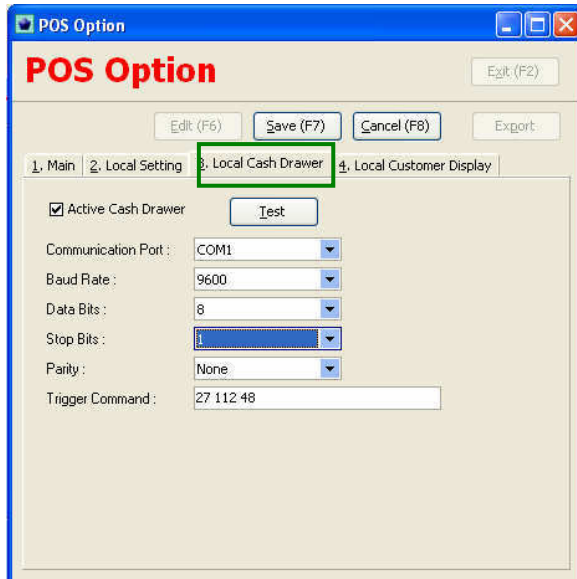 POS Option
POS Option
Exit (F2)
Edit (F6) Save (F7) Cancel (F8) Export
1. Main 2. Local Setting 3. Local Cash Drawer 4. Local Customer Display
Active Cash Drawer Test
Communication Port : COM1
Baud Rate : 9600
Data Bits : 8
Stop Bits : 1
Parity : None
Trigger Command : 27 112 48